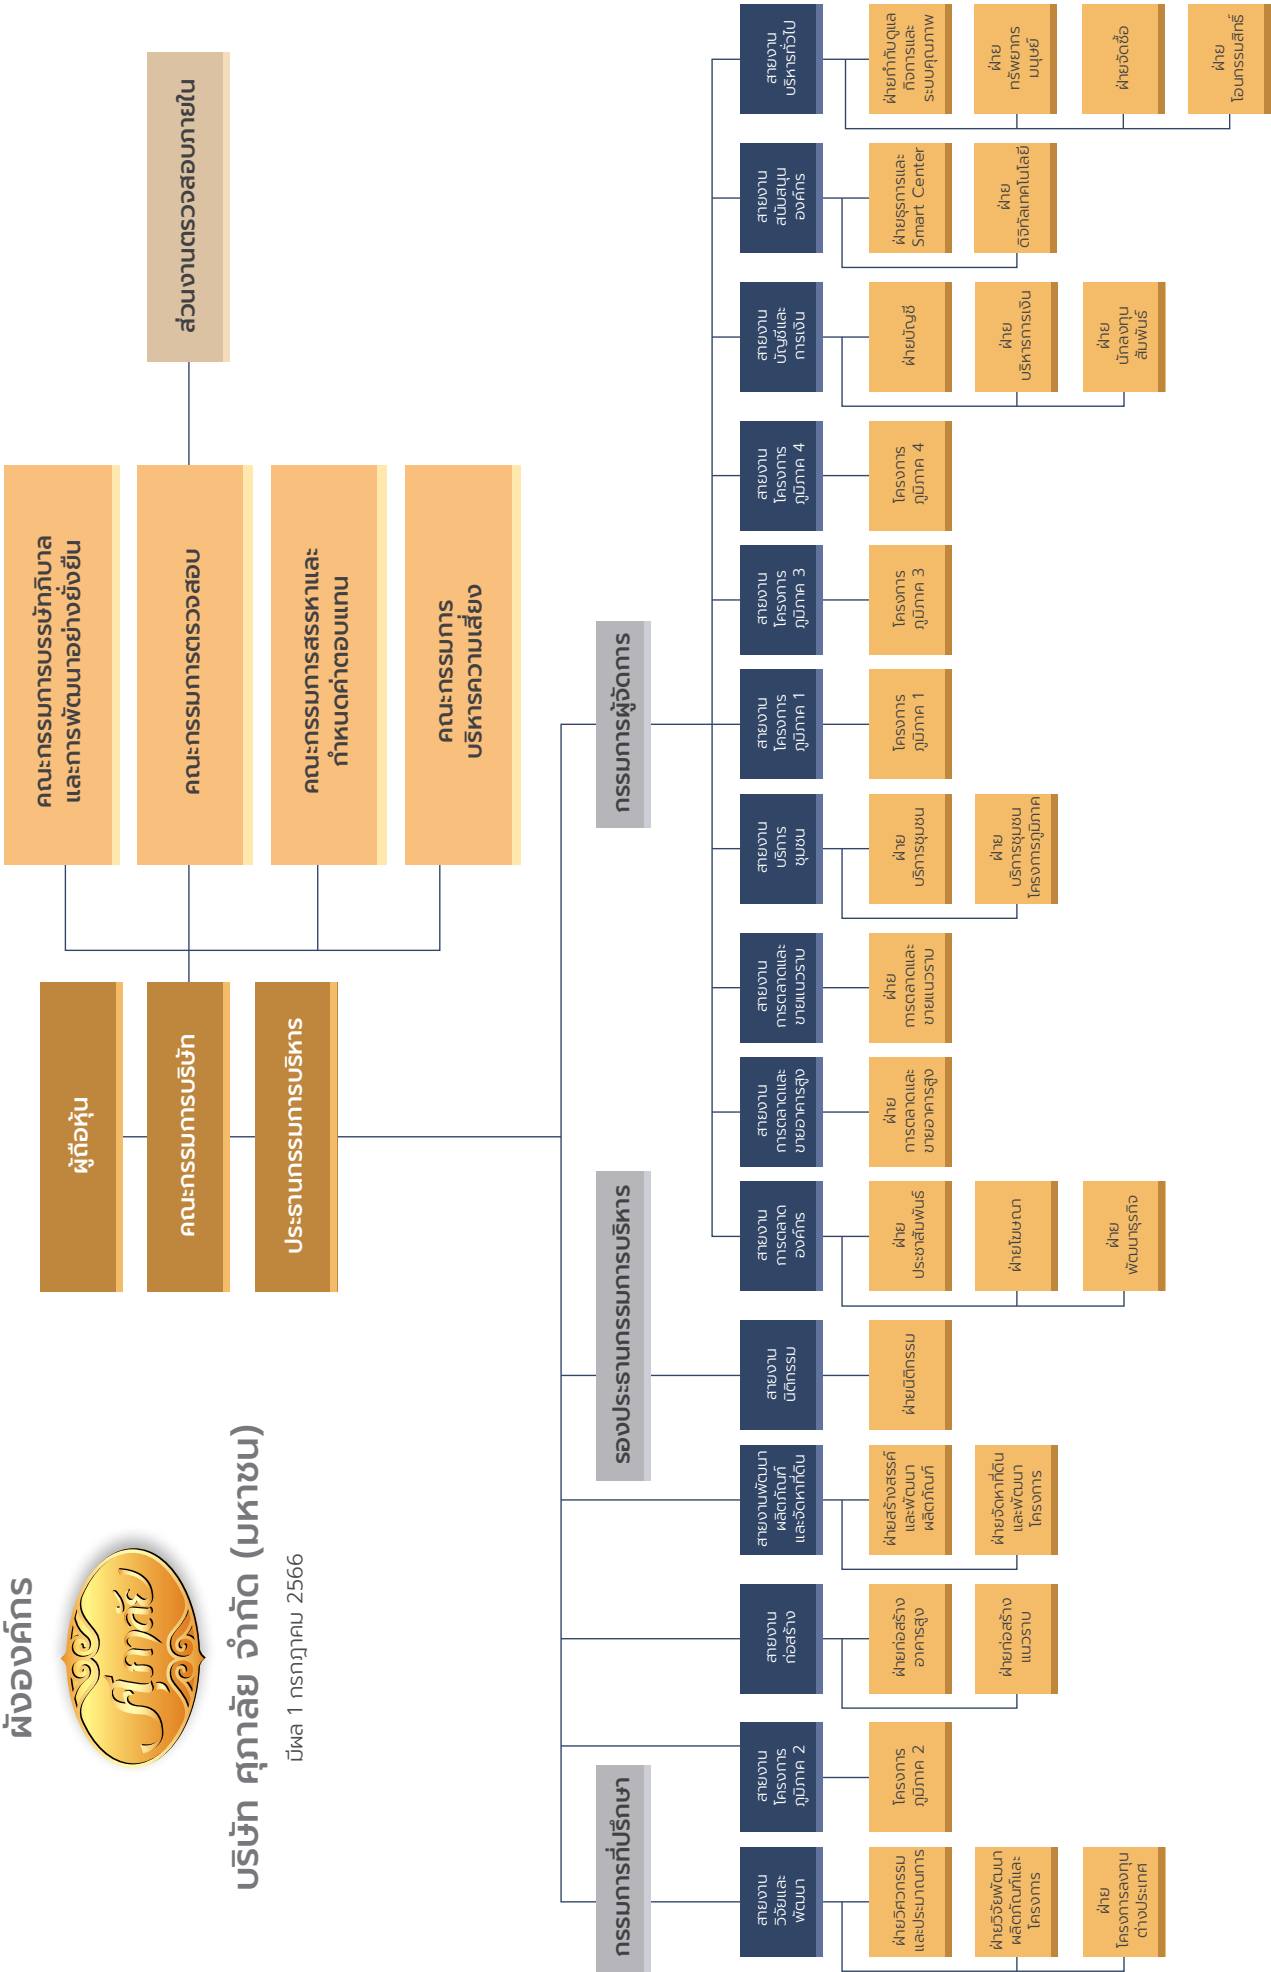 ผังองค์กร
ศุภาลัย
บริษัท ศุภาลัย จำกัด (มหาชน)
มีผล 1 กรกฎาคม 2566
ผู้ถือหุ้น
คณะกรรมการบริษัท
ประธานกรรมการบริหาร
คณะกรรมการบรรษัทภิบาล
และการพัฒนาอย่างยั่งยืน
คณะกรรมการตรวจสอบ
คณะกรรมการสรรหาและ
กำหนดค่าตอบแทน
คณะกรรมการ
บริหารความเสี่ยง
ส่วนงานตรวจสอบภายใน
กรรมการที่ปรึกษา
รองประธานกรรมการบริหาร
กรรมการผู้จัดการ
สายงาน
วิจัยและ
พัฒนา
สายงาน
โครงการ
ภูมิภาค 2
สายงาน
ก่อสร้าง
สายงานพัฒนา
ผลิตภัณฑ์
และจัดหาที่ดิน
สายงาน
นิติกรรม
สายงาน
การตลาด
องค์กร
สายงาน
การตลาดและ
ขายอาคารสูง
สายงาน
การตลาดและ
ขายแนวราบ
สายงาน
บริการ
ชุมชน
สายงาน
โครงการ
ภูมิภาค 1
สายงาน
โครงการ
ภูมิภาค 3
สายงาน
โครงการ
ภูมิภาค 4
สายงาน
บัญชีและ
การเงิน
สายงาน
สนับสนุน
องค์กร
สายงาน
บริหารทั่วไป
ฝ่ายวิศวกรรม
และประมาณการ
โครงการ
ภูมิภาค 2
ฝ่ายก่อสร้าง
อาคารสูง
ฝ่ายสร้างสรรค์
และพัฒนา
ผลิตภัณฑ์
ฝ่ายนิติกรรม
ฝ่าย
ประชาสัมพันธ์
ฝ่าย
การตลาดและ
ขายอาคารสูง
ฝ่าย
การตลาดและ
ขายแนวราบ
ฝ่าย
บริการชุมชน
โครงการ
ภูมิภาค 1
โครงการ
ภูมิภาค 3
โครงการ
ภูมิภาค 4
ฝ่ายบัญชี
ฝ่ายธุรการและ
Smart Center
ฝ่ายกำกับดูแล
กิจการและ
ระบบคุณภาพ
ฝ่ายวิจัยพัฒนา
ผลิตภัณฑ์และ
โครงการ
ฝ่ายก่อสร้าง
แนวราบ
ฝ่ายจัดหาที่ดิน
และพัฒนา
โครงการ
ฝ่ายโฆษณา
ฝ่าย
บริการชุมชน
โครงการภูมิภาค
ฝ่าย
บริหารการเงิน
ฝ่าย
ดิจิทัลเทคโนโลยี
ฝ่าย
ทรัพยากร
มนุษย์
ฝ่าย
โครงการลงทุน
ต่างประเทศ
ฝ่าย
พัฒนาธุรกิจ
ฝ่าย
นักลงทุน
สัมพันธ์
ฝ่ายจัดซื้อ
ฝ่าย
โอนกรรมสิทธิ์